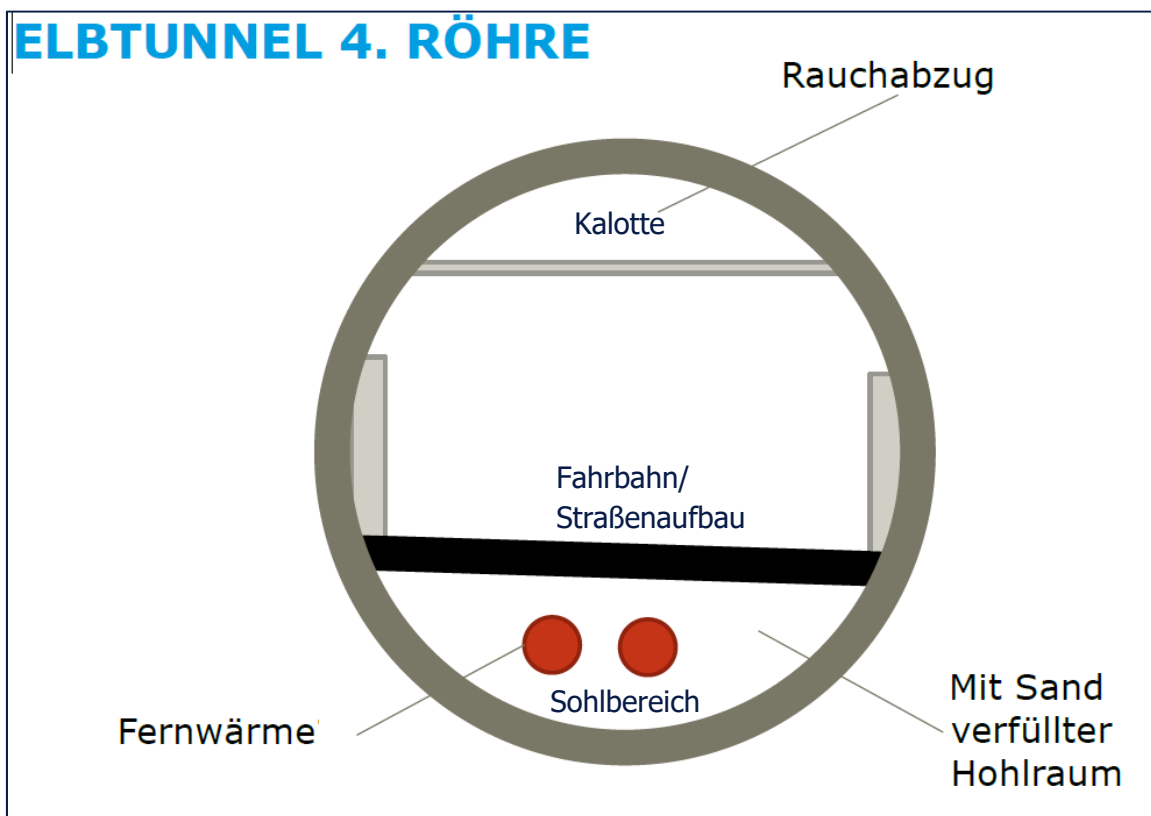 ELBTUNNEL 4. RÖHRE
Rauchabzug
Kalotte
Fahrbahn/
Straßenaufbau
Sohlbereich
Fernwärme
Mit Sand
verfüllter
Hohlraum